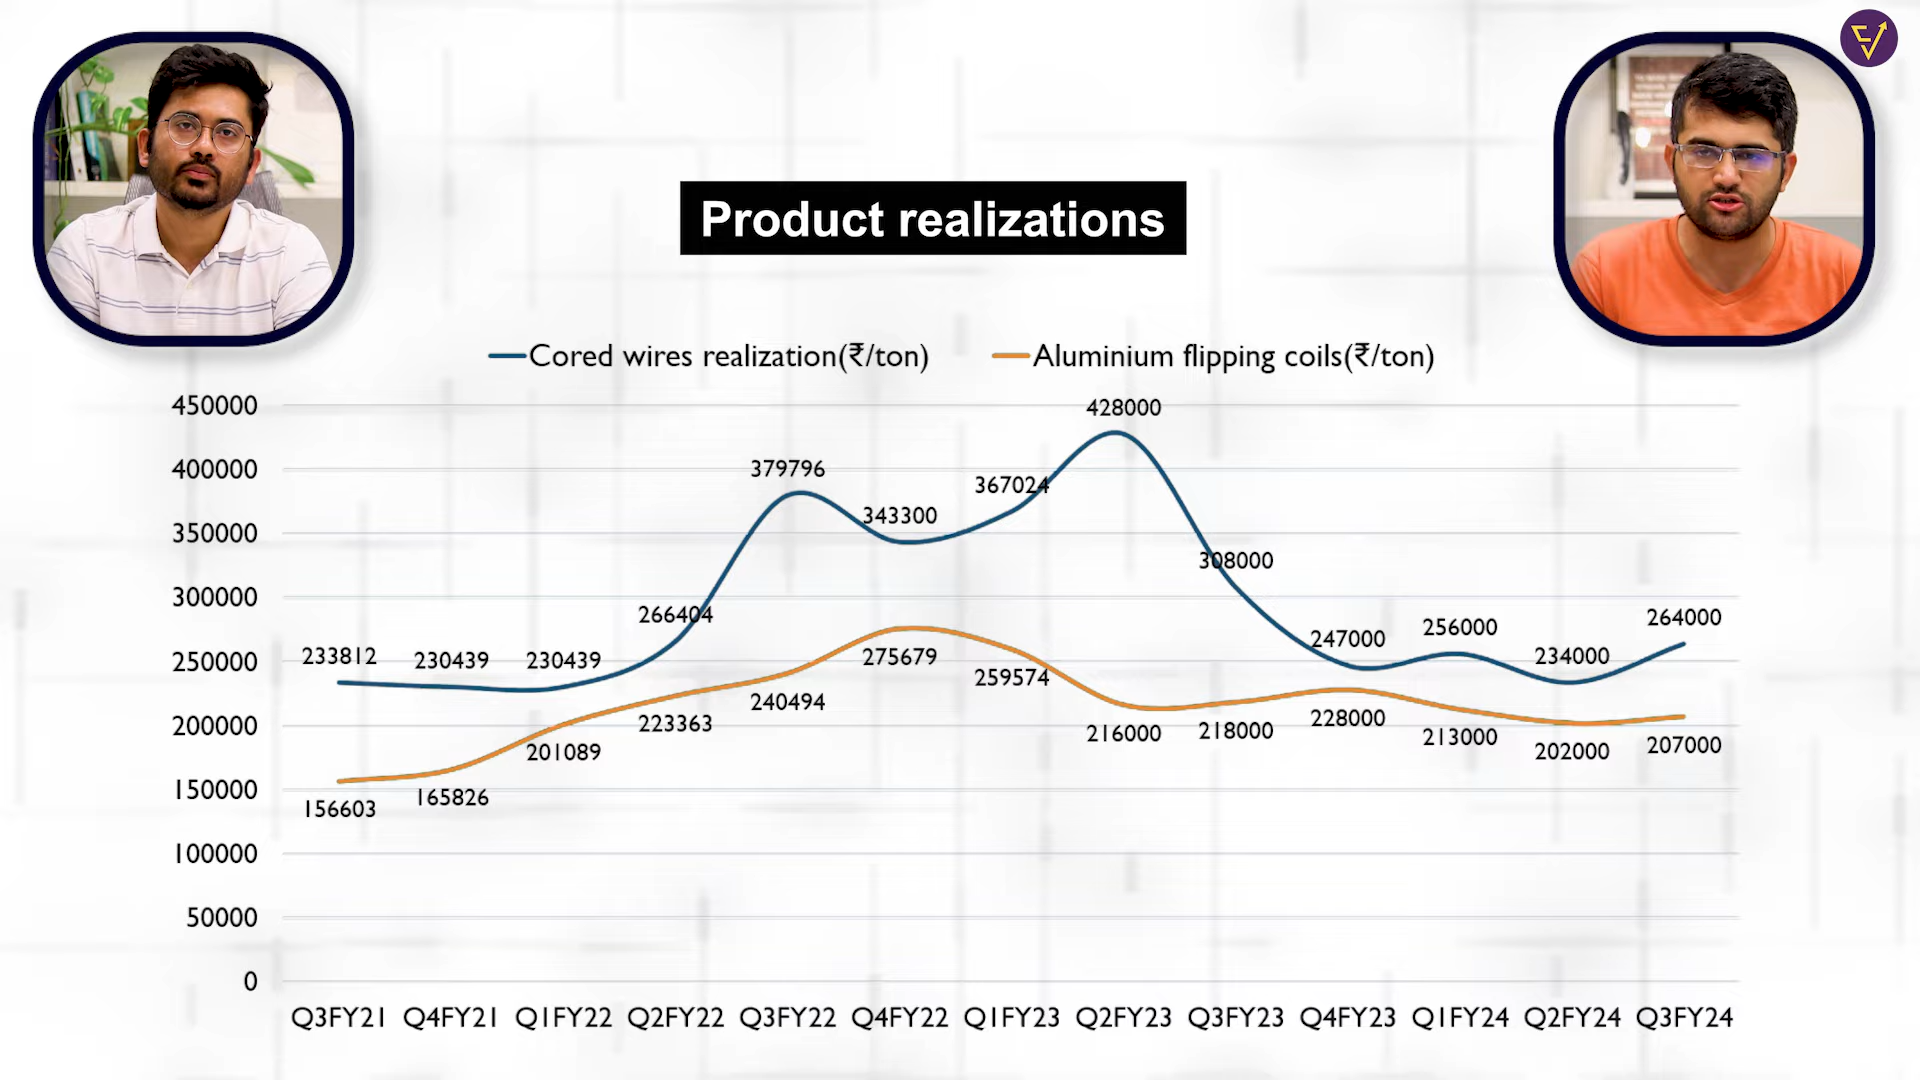 Product realizations
Cored wires realization(₹/ton) Aluminium flipping coils(₹/ton)
450000
400000
350000
300000
250000
200000
150000
100000
50000
0
233812 230439 230439 266404 379796 343300 367024 428000 308000 247000 256000 234000 264000
156603 165826 201089 223363 240494 275679 259574 216000 218000 228000 213000 202000 207000
Q3FY21 Q4FY21 Q1FY22 Q2FY22 Q3FY22 Q4FY22 Q1FY23 Q2FY23 Q3FY23 Q4FY23 Q1FY24 Q2FY24 Q3FY24